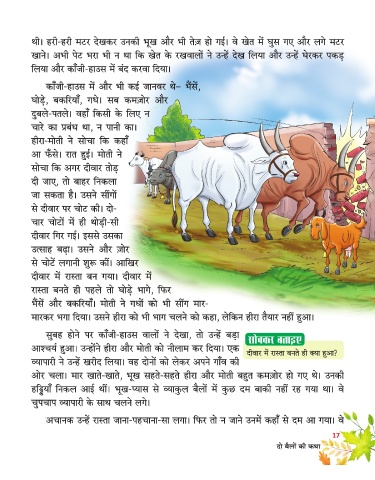 थी। हरी-हरी मटर देखकर उनकी भूख और भी तेज़ हो गई। वे खेत में घुस गए और लगे मटर
खाने। अभी पेट भरा भी न था कि खेत के रखवालों ने उन्हें देख लिया और उन्हें घेरकर पकड़
लिया और काँजी-हाउस में बंद करवा दिया।
काँजी-हाउस में और भी कई जानवर थे– भैंसें,
घोड़े, बकरियाँ, गधे। सब कमज़ोर और
दुबले-पतले। वहाँ किसी के लिए न
चारे का प्रबंध था, न पानी का।
हीरा-मोती ने सोचा कि कहाँ
आ फँसे। रात हुई। मोती ने
सोचा कि अगर दीवार तोड़
दी जाए, तो बाहर निकला
जा सकता है। उसने सींगों
से दीवार पर चोट की। दो-
चार चोटों में ही थोड़ी-सी
दीवार गिर गई। इससे उसका
उत्साह बढ़ा। उसने और ज़ोर
से चोटें लगानी शुरू कीं। आखिर
दीवार में रास्ता बन गया। दीवार में
रास्ता बनते ही पहले तो घोड़े भागे, फिर
भैंसें और बकरियाँ। मोती ने गधों को भी सींग मार-
मारकर भगा दिया। उसने हीरा को भी भाग चलने को कहा, लेकिन हीरा तैयार नहीं हुआ।
सुबह होने पर काँजी-हाउस वालों ने देखा, तो उन्हें बड़ा
आश्चर्य हुआ। उन्होंने हीरा और मोती को नीलाम कर दिया। एक
व्यापारी ने उन्हें खरीद लिया। वह दोनों को लेकर अपने गाँव की
ओर चला। मार खाते-खाते, भूख सहते-सहते हीरा और मोती बहुत कमज़ोर हो गए थे। उनकी
हड्डियाँ निकल आई थीं। भूख-प्यास से व्याकुल बैलों में कुछ दम बाकी नहीं रह गया था। वे
चुपचाप व्यापारी के साथ चलने लगे।
सोचकर बताइए
दीवार में रास्ता बनते ही क्या हुआ?
अचानक उन्हें रास्ता जाना-पहचाना-सा लगा। फिर तो न जाने उनमें कहाँ से दम आ गया। वे
17
दो बैलों की कथा